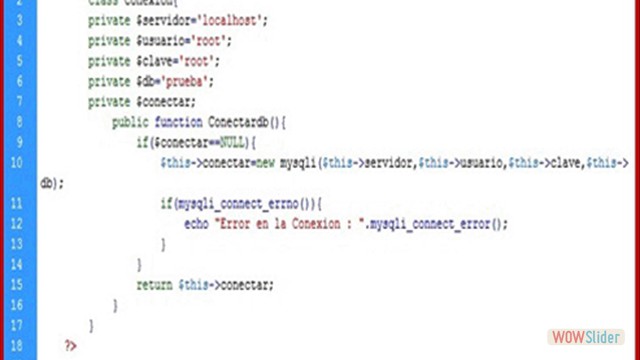 2 class Conexion{
3 private $servidor='localhost';
4 private $usuario='root';
5 private $clave='root';
6 private $db='prueba';
7 private $conectar;
8 public function Conectardb(){
9 if($conectar==NULL){
10 $this->conectar=new mysqli($this->servidor,$this->usuario,$this->clave,$this->
db);
11 if(mysqli_connect_errno()){
12 echo "Error en la Conexion : ".mysqli_connect_error();
13 }
14 }
15 return $this->conectar;
16 }
17 }
18 ?>
WOWSlider